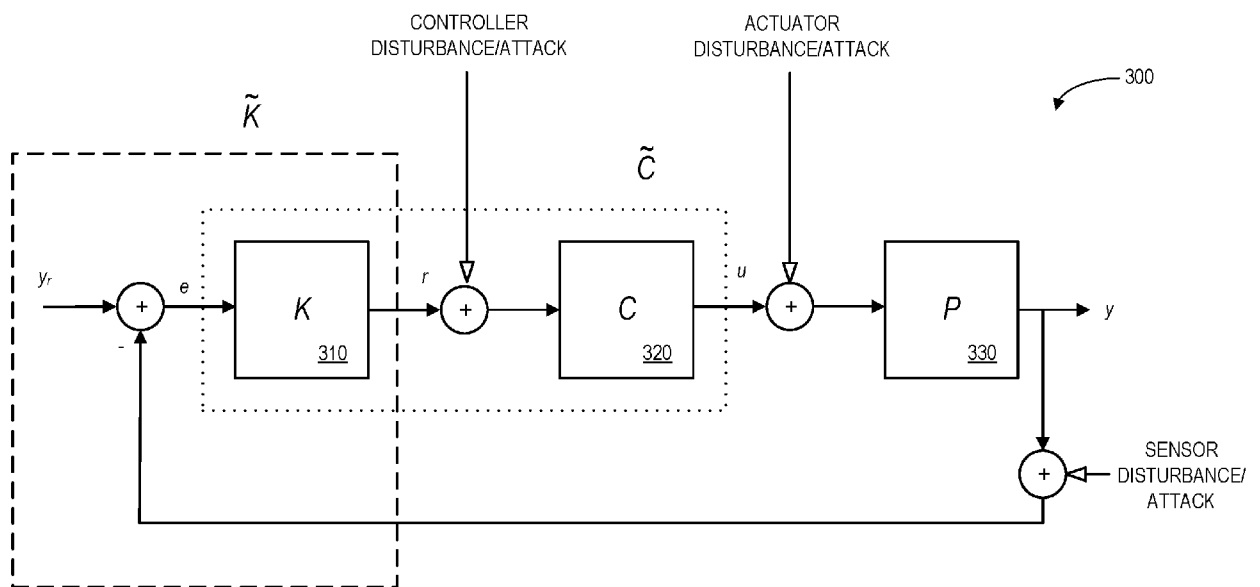 CONTROLLER
DISTURBANCE/ATTACK
ACTUATOR
DISTURBANCE/ATTACK
300
K̃
C̃
yᵣ
+
-
e
K
310
r
+
C
320
u
+
P
330
y
+
SENSOR
DISTURBANCE/
ATTACK